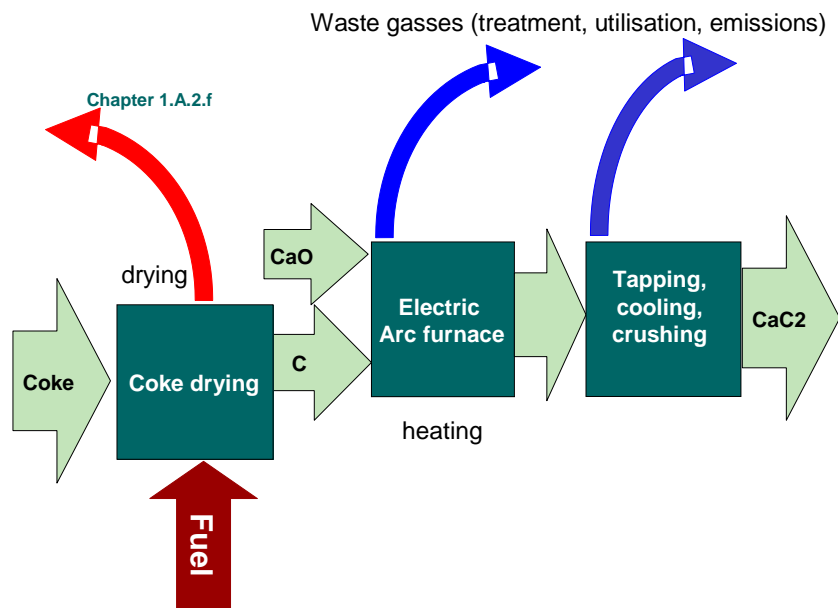 Waste gasses (treatment, utilisation, emissions)
Chapter 1.A.2.f
drying
CaO
Electric
Arc furnace
Tapping,
cooling,
crushing
CaC2
Coke
Coke drying
C
heating
Fuel